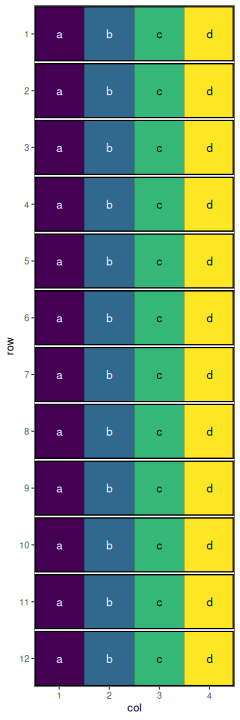 1 a b c d
2 a b c d
3 a b c d
4 a b c d
5 a b c d
6 a b c d
row
7 a b c d
8 a b c d
9 a b c d
10 a b c d
11 a b c d
12 a b c d
1 2 3 4
col